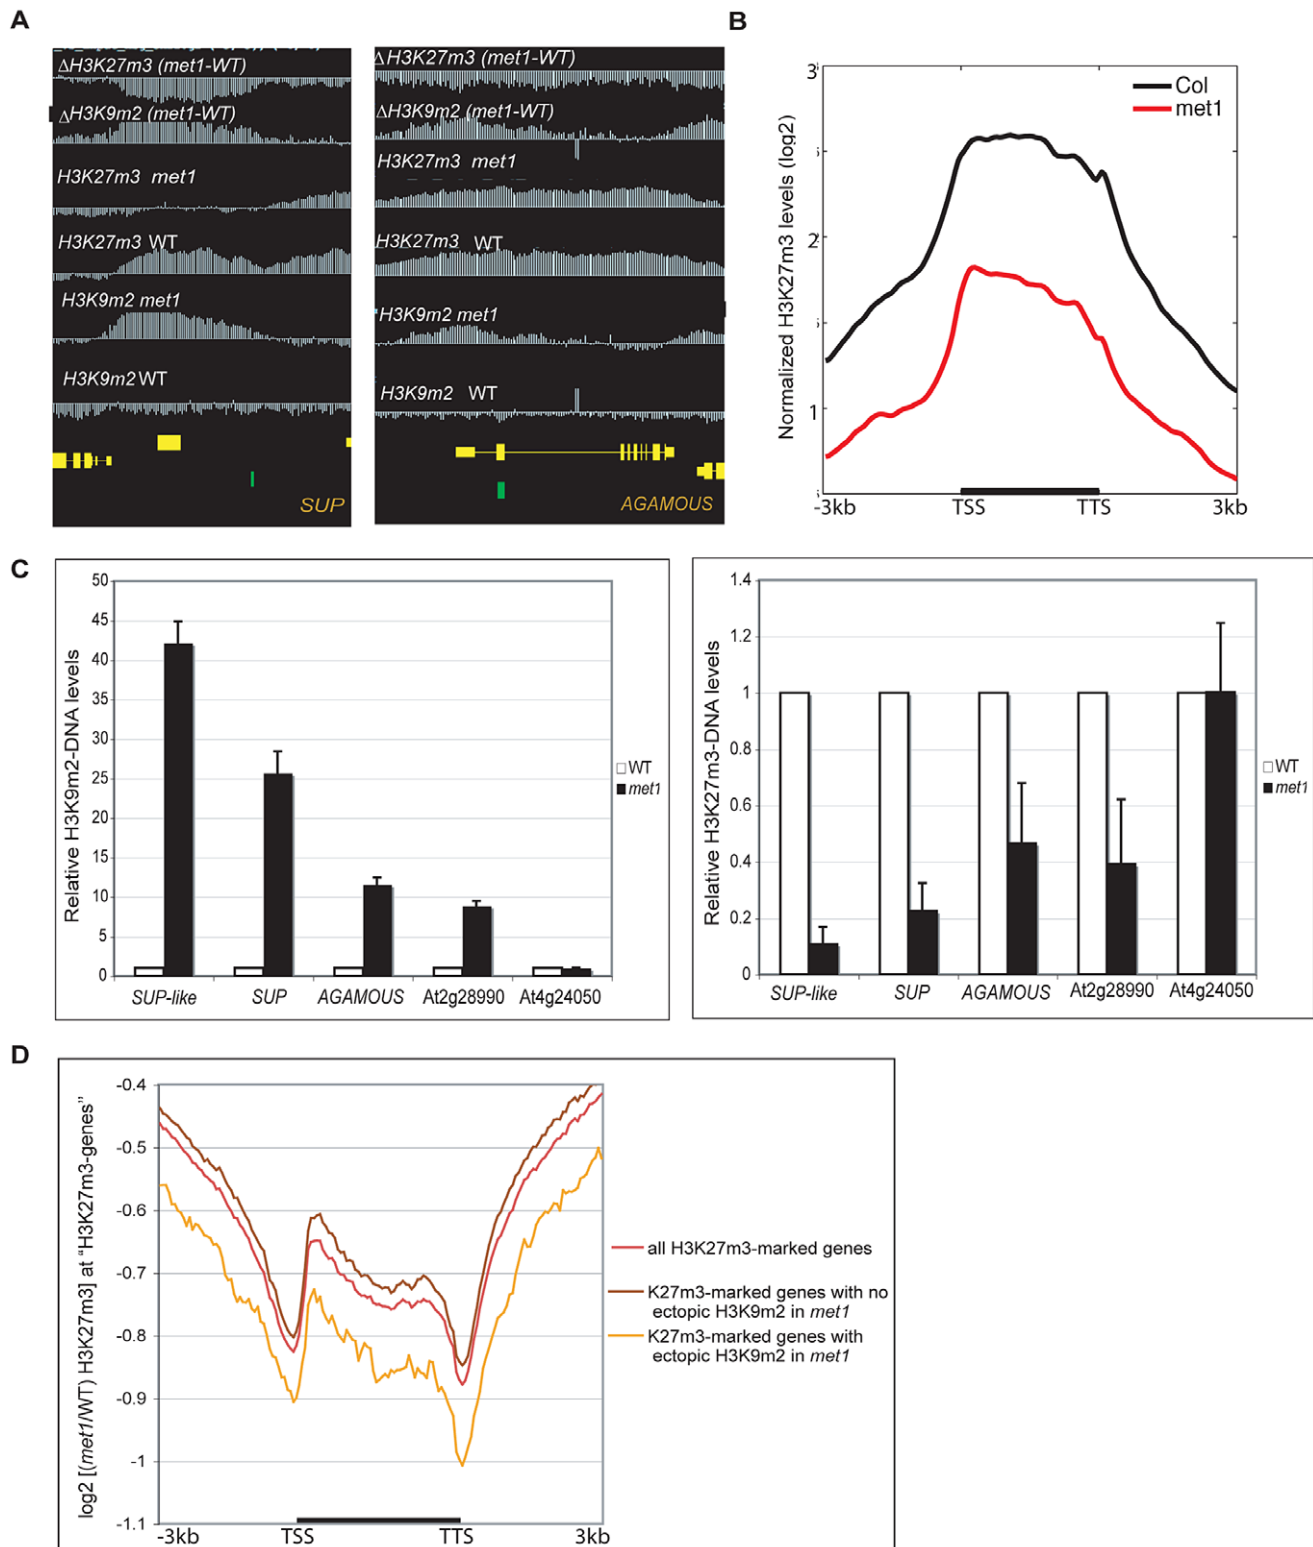 A
ΔH3K27m3 (met1-WT)
ΔH3K9m2 (met1-WT)
H3K27m3 met1
H3K27m3 WT
H3K9m2 met1
H3K9m2 WT
SUP
ΔH3K27m3 (met1-WT)
ΔH3K9m2 (met1-WT)
H3K27m3 met1
H3K27m3 WT
H3K9m2 met1
H3K9m2 WT
AGAMOUS
B
Normalized H3K27m3 levels (log2)
3
2
1
-3kb
TSS
TTS
3kb
Col
met1
C
Relative H3K9m2-DNA levels
50
45
40
35
30
25
20
15
10
5
0
SUP-like
SUP
AGAMOUS
At2g28990
At4g24050
WT
met1
Relative H3K27m3-DNA levels
1.4
1.2
1
0.8
0.6
0.4
0.2
0
SUP-like
SUP
AGAMOUS
At2g28990
At4g24050
WT
met1
D
log2 [(met1/WT) H3K27m3] at “H3K27m3-genes”
-0.4
-0.5
-0.6
-0.7
-0.8
-0.9
-1
-1.1
-3kb
TSS
TTS
3kb
all H3K27m3-marked genes
K27m3-marked genes with no
ectopic H3K9m2 in met1
K27m3-marked genes with
ectopic H3K9m2 in met1